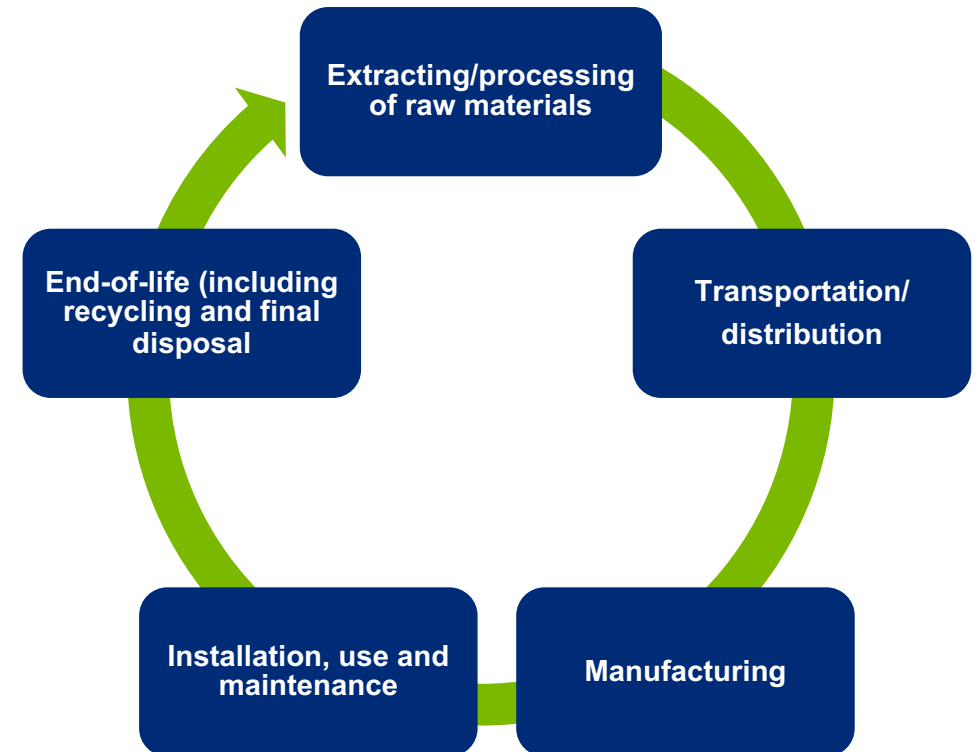 Extracting/processing
of raw materials
Transportation/
distribution
Manufacturing
Installation, use and
maintenance
End-of-life (including
recycling and final
disposal